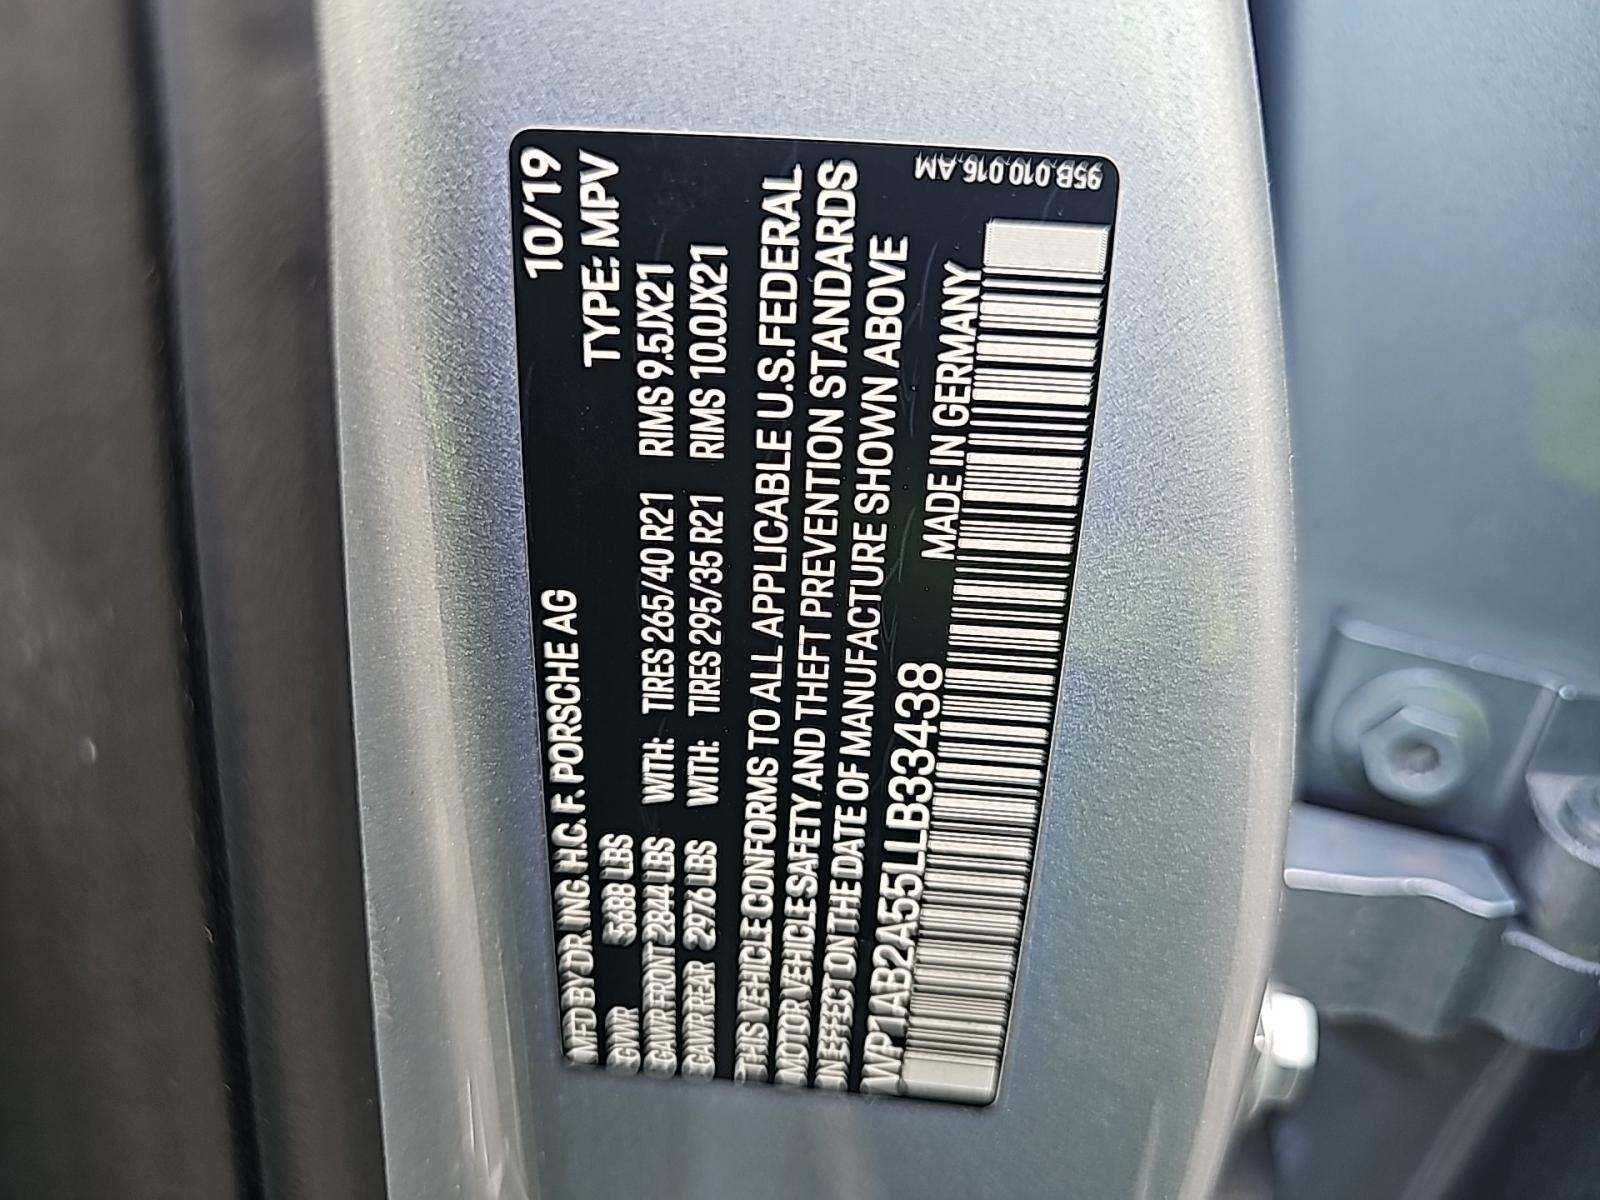 MFD BY DR. ING. H.C. F. PORSCHE AG 10/19
GVWR 5688 LBS TYPE: MPV
GAWR FRONT 2844 LBS WITH: TIRES 265/40 R21 RIMS 9.5JX21
GAWR REAR 2976 LBS WITH: TIRES 295/35 R21 RIMS 10.0JX21
THIS VEHICLE CONFORMS TO ALL APPLICABLE U.S. FEDERAL
MOTOR VEHICLE SAFETY AND THEFT PREVENTION STANDARDS
IN EFFECT ON THE DATE OF MANUFACTURE SHOWN ABOVE
WP1AB2A55LLB33438 MADE IN GERMANY
95B.010.016.AM